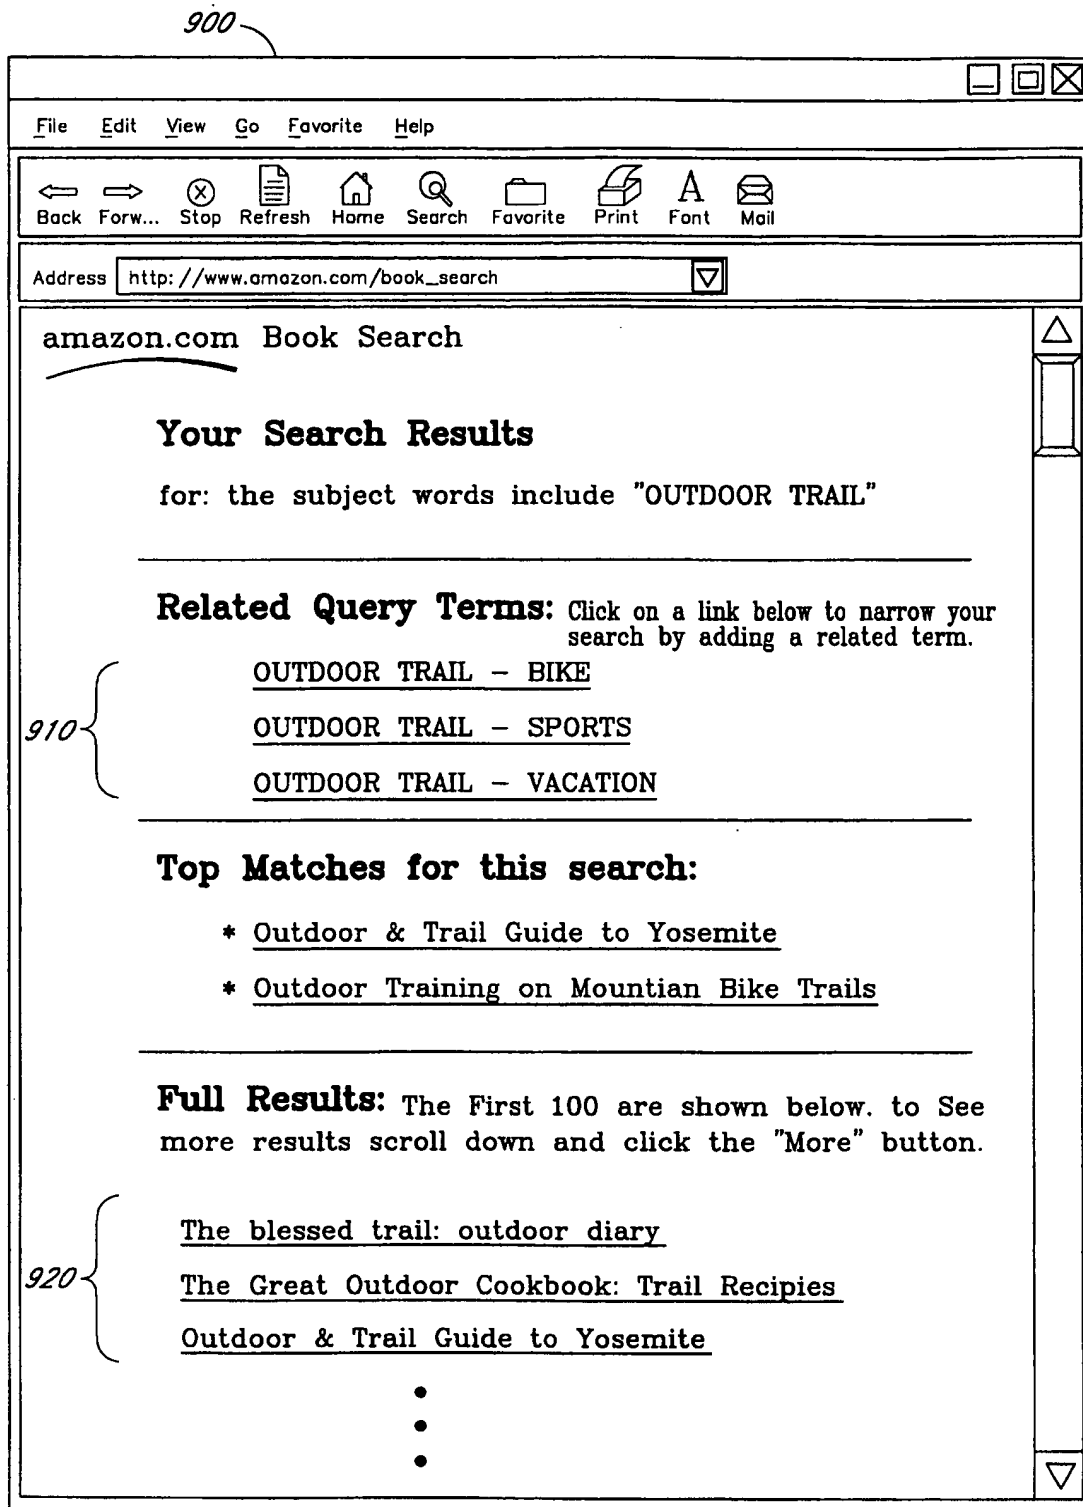 900
File Edit View Go Favorite Help
Back Forw... Stop Refresh Home Search Favorite Print Font Mail
Address http://www.amazon.com/book_search
amazon.com Book Search
Your Search Results
for: the subject words include "OUTDOOR TRAIL"
Related Query Terms: Click on a link below to narrow your
search by adding a related term.
OUTDOOR TRAIL – BIKE
910
OUTDOOR TRAIL – SPORTS
OUTDOOR TRAIL – VACATION
Top Matches for this search:
* Outdoor & Trail Guide to Yosemite
* Outdoor Training on Mountian Bike Trails
Full Results: The First 100 are shown below. to See
more results scroll down and click the "More" button.
The blessed trail: outdoor diary
920
The Great Outdoor Cookbook: Trail Recipies
Outdoor & Trail Guide to Yosemite